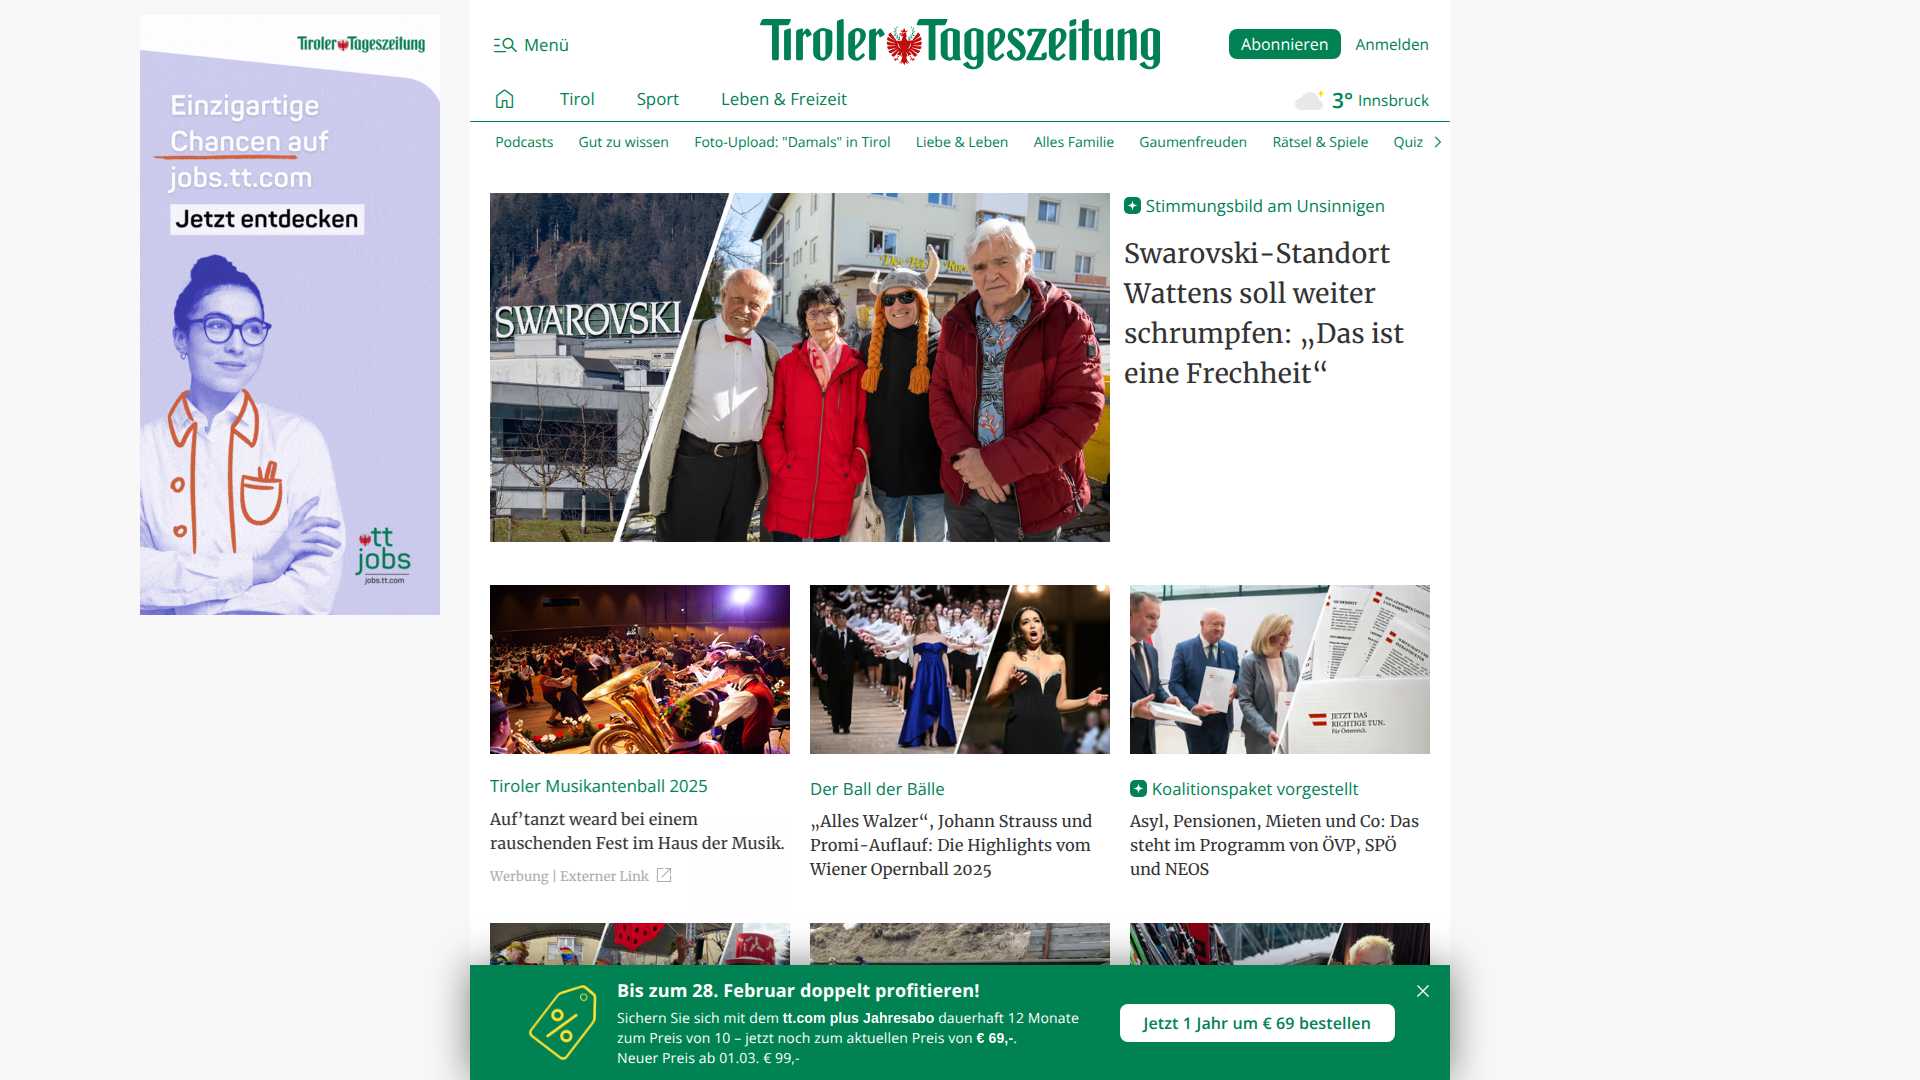 Tiroler Tageszeitung
Einzigartige
Chancen auf
jobs.tt.com
Jetzt entdecken
tt
jobs
jobs.tt.com
Menü
Tiroler Tageszeitung
Abonnieren
Anmelden
Tirol
Sport
Leben & Freizeit
3° Innsbruck
Podcasts
Gut zu wissen
Foto-Upload: "Damals" in Tirol
Liebe & Leben
Alles Familie
Gaumenfreuden
Rätsel & Spiele
Quiz
SWAROVSKI
Stimmungsbild am Unsinnigen
Swarovski-Standort
Wattens soll weiter
schrumpfen: „Das ist
eine Frechheit“
Tiroler Musikantenball 2025
Auf’tanzt weard bei einem
rauschenden Fest im Haus der Musik.
Werbung | Externer Link
Der Ball der Bälle
„Alles Walzer“, Johann Strauss und
Promi-Auflauf: Die Highlights vom
Wiener Opernball 2025
JETZT DAS
RICHTIGE TUN.
Für Österreich.
Koalitionspaket vorgestellt
Asyl, Pensionen, Mieten und Co: Das
steht im Programm von ÖVP, SPÖ
und NEOS
Bis zum 28. Februar doppelt profitieren!
Sichern Sie sich mit dem tt.com plus Jahresabo dauerhaft 12 Monate
zum Preis von 10 – jetzt noch zum aktuellen Preis von € 69,-.
Neuer Preis ab 01.03. € 99,-
Jetzt 1 Jahr um € 69 bestellen